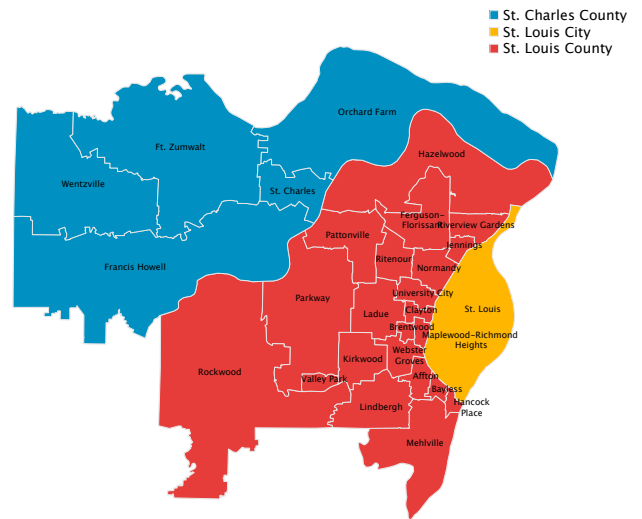 St. Charles County
St. Louis City
St. Louis County
Orchard Farm
Ft. Zumwalt
Hazelwood
Wentzville
St. Charles
Ferguson-
Florissant
Riverview Gardens
Pattonville
Jennings
Ritenour
Normandy
Francis Howell
University City
Parkway
Clayton
St. Louis
Ladue
Brentwood
Maplewood-Richmond
Heights
Webster
Groves
Kirkwood
Rockwood
Valley Park
Affton
Bayless
Hancock
Place
Lindbergh
Mehlville